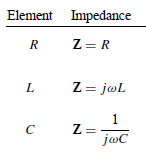 Element Impedance
R Z = R
L Z = jωL
C Z = 1/jωC